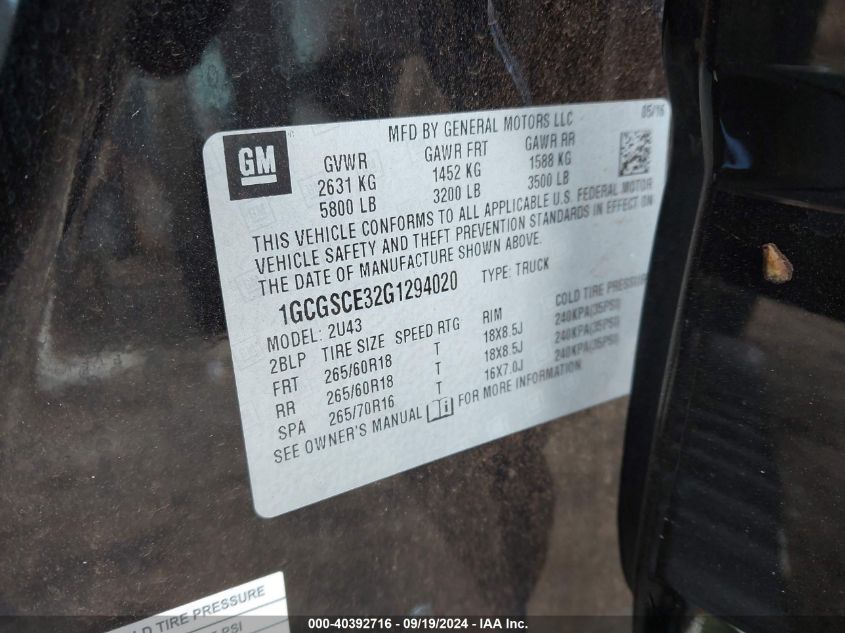 MFD BY GENERAL MOTORS LLC 05/16
GM GVWR GAWR FRT GAWR RR
2631 KG 1452 KG 1588 KG
5800 LB 3200 LB 3500 LB
THIS VEHICLE CONFORMS TO ALL APPLICABLE U.S. FEDERAL MOTOR
VEHICLE SAFETY AND THEFT PREVENTION STANDARDS IN EFFECT ON
THE DATE OF MANUFACTURE SHOWN ABOVE.
1GCGSCE32G1294020 TYPE: TRUCK
MODEL: 2U43
2BLP TIRE SIZE SPEED RTG RIM COLD TIRE PRESSURE
FRT 265/60R18 T 18X8.5J 240KPA(35PSI)
RR 265/60R18 T 18X8.5J 240KPA(35PSI)
SPA 265/70R16 T 16X7.0J 240KPA(35PSI)
SEE OWNER'S MANUAL FOR MORE INFORMATION
COLD TIRE PRESSURE
PSI
000-40392716 - 09/19/2024 - IAA Inc.